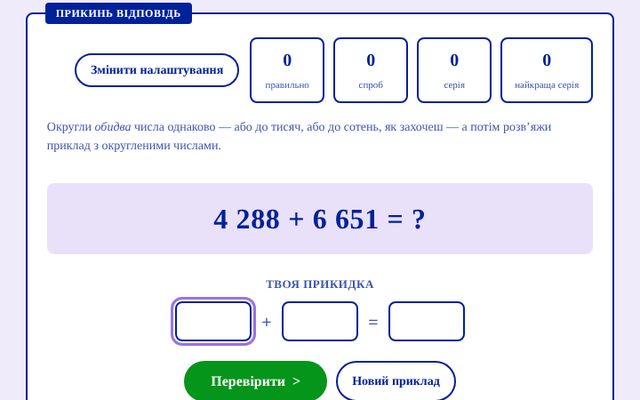 ПРИКИНЬ ВІДПОВІДЬ
Змінити налаштування
0
правильно
0
спроб
0
серія
0
найкраща серія
Округли обидва числа однаково — або до тисяч, або до сотень, як захочеш — а потім розв’яжи
приклад з округленими числами.
4 288 + 6 651 = ?
ТВОЯ ПРИКИДКА
+ =
Перевірити >
Новий приклад